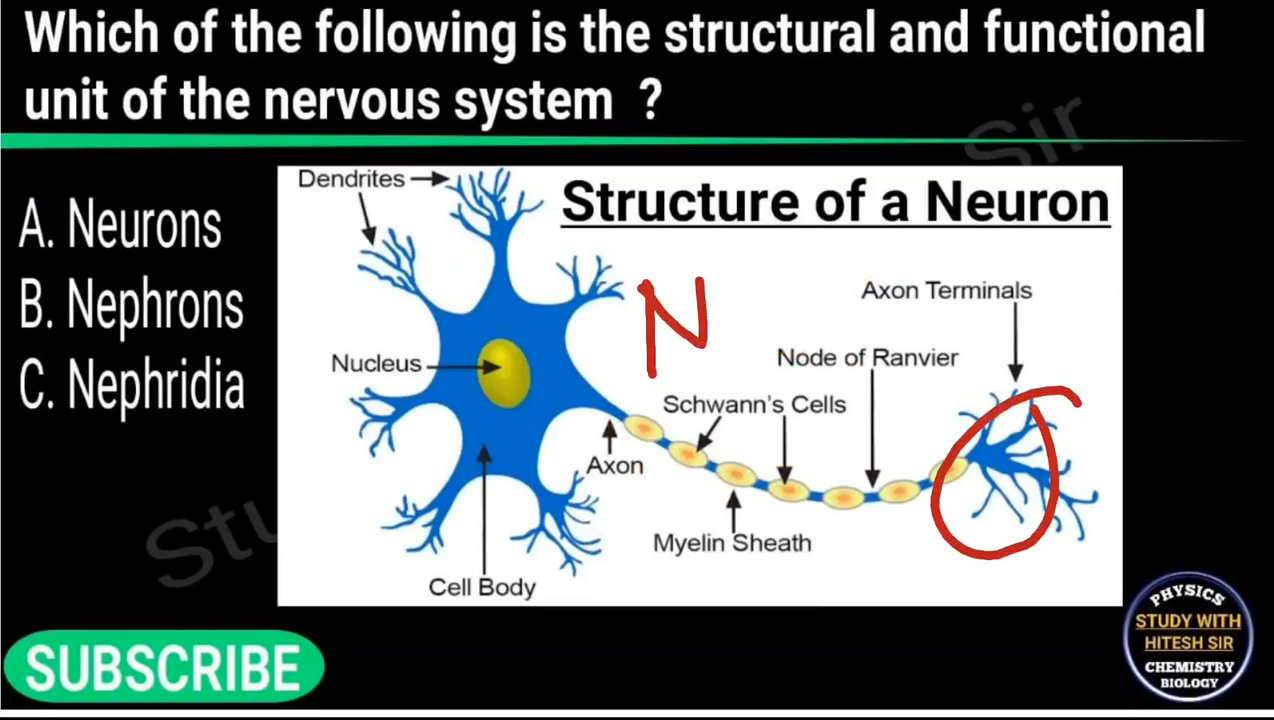 Which of the following is the structural and functional
unit of the nervous system ?
Sir
A. Neurons
B. Nephrons
C. Nephridia
Structure of a Neuron
Dendrites
N
Axon Terminals
Nucleus
Node of Ranvier
Schwann's Cells
Axon
Myelin Sheath
Cell Body
Stu
SUBSCRIBE
PHYSICS
STUDY WITH
HITESH SIR
CHEMISTRY
BIOLOGY